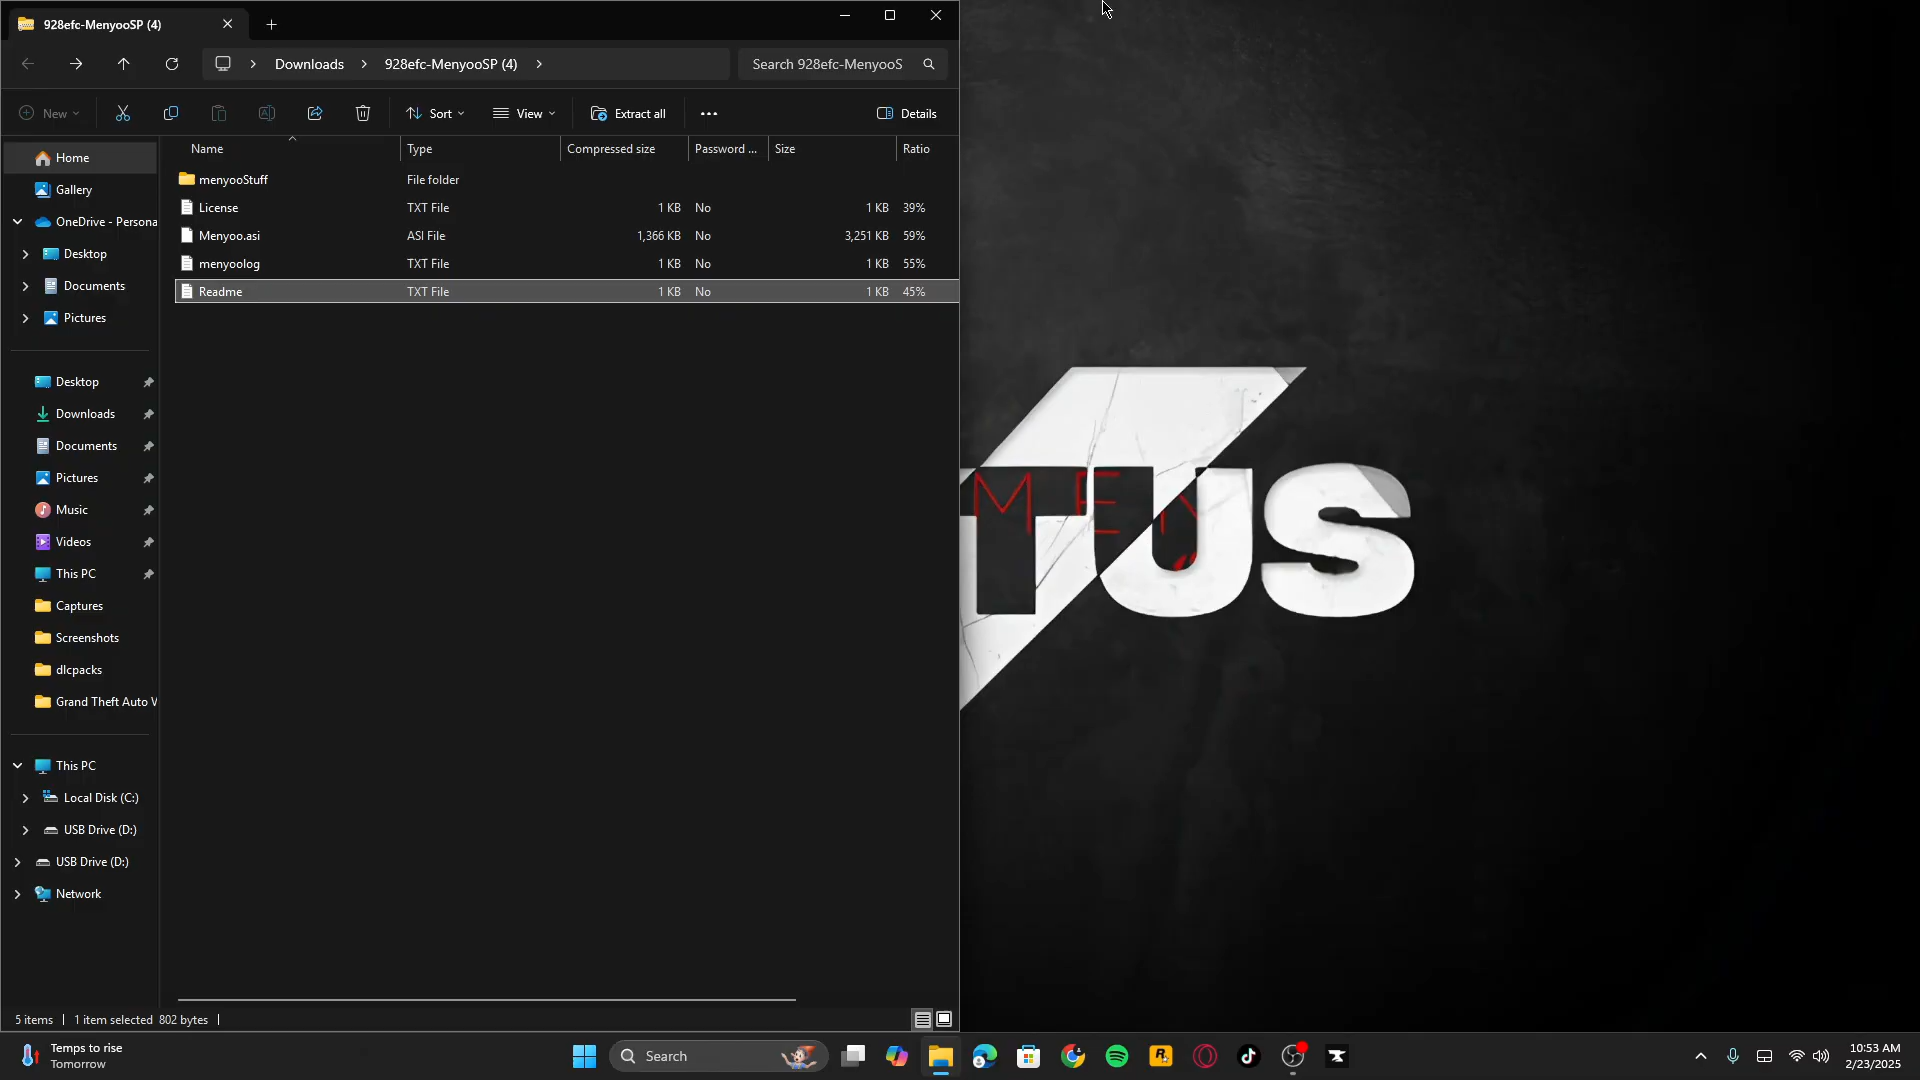 928efc-MenyooSP (4)
Downloads
928efc-MenyooSP (4)
Search 928efc-MenyooS
New
Sort
View
Extract all
Details
Name
Type
Compressed size
Password ...
Size
Ratio
menyooStuff
File folder
License
TXT File
1 KB
No
1 KB
39%
Menyoo.asi
ASI File
1,366 KB
No
3,251 KB
59%
menyoolog
TXT File
1 KB
No
1 KB
55%
Readme
TXT File
1 KB
No
1 KB
45%
Home
Gallery
OneDrive - Persona
Desktop
Documents
Pictures
Desktop
Downloads
Documents
Pictures
Music
Videos
This PC
Captures
Screenshots
dlcpacks
Grand Theft Auto V
This PC
Local Disk (C:)
USB Drive (D:)
USB Drive (D:)
Network
TUS
5 items
1 item selected 802 bytes
Temps to rise
Tomorrow
Search
10:53 AM
2/23/2025